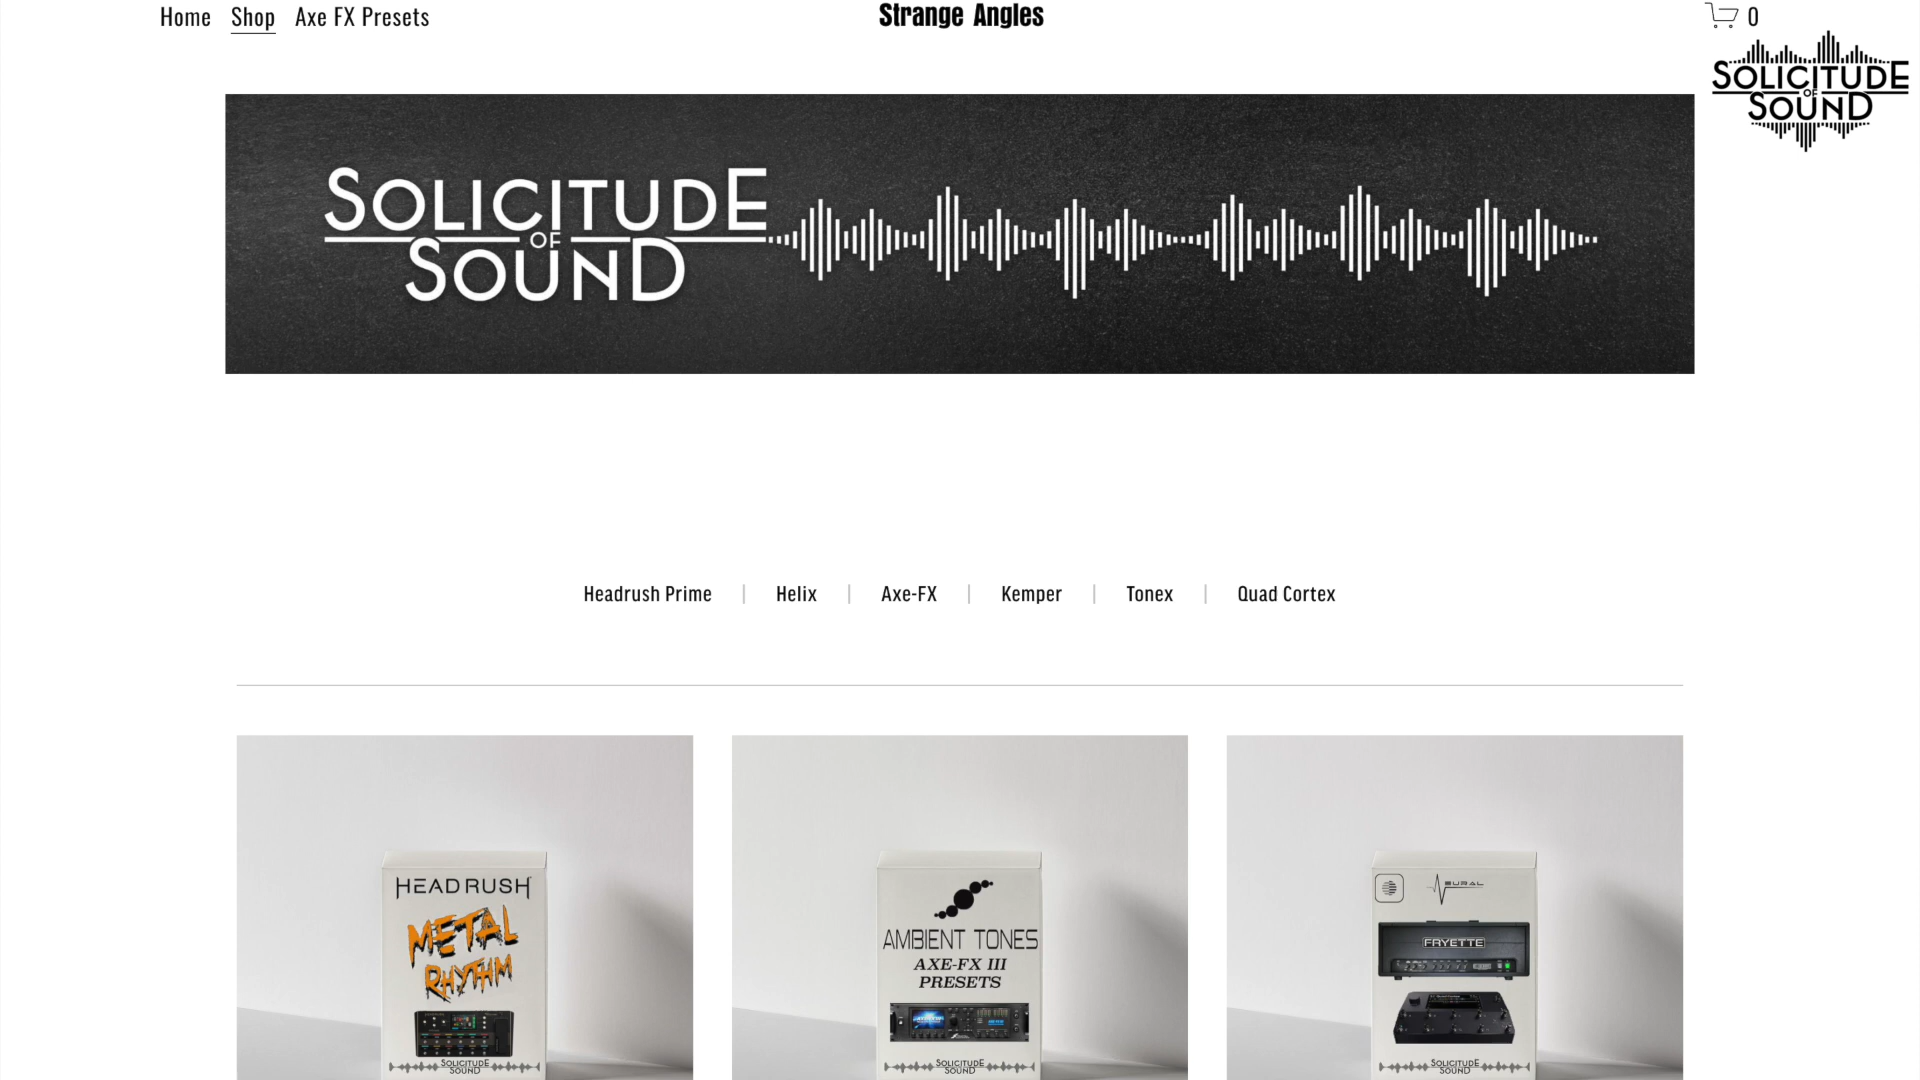 Home Shop Axe FX Presets Strange Angles 0
SOLICITUDE
OF
SOUND
SOLICITUDE
OF
SOUND
Headrush Prime | Helix | Axe-FX | Kemper | Tonex | Quad Cortex
HEADRUSH
METAL
RHYTHM
SOLICITUDE
SOUND
AMBIENT TONES
AXE-FX III
PRESETS
SOLICITUDE
SOUND
EURAL
FRYETTE
SOLICITUDE
SOUND